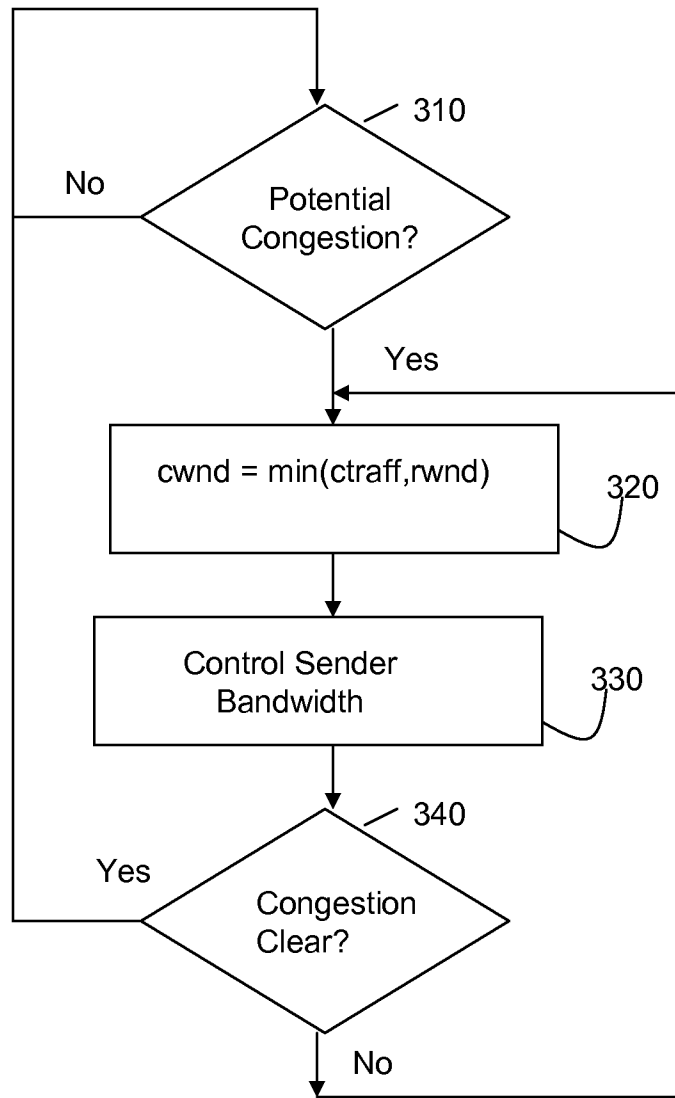 310
No
Potential
Congestion?
Yes
cwnd = min(ctraff,rwnd)
320
Control Sender
Bandwidth
330
340
Yes
Congestion
Clear?
No